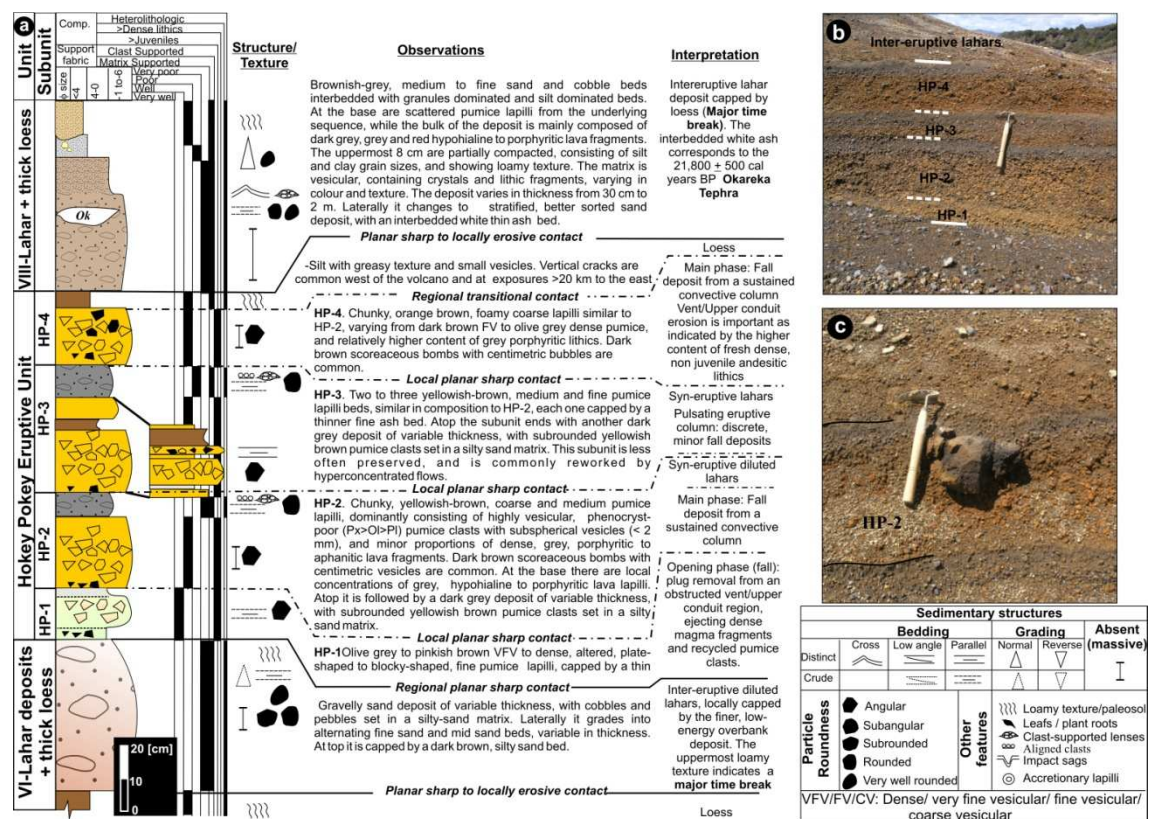 a
Unit
Subunit
Comp.
Heterolithologic
>Dense lithics
>Juveniles
Support
fabric
Clast Supported
Matrix Supported
φ size
<4
4-0
-1 to-6
Very poor
Poor
Well
Very well
Structure/
Texture
Observations
Interpretation
VIII-Lahar + thick loess
Ok
Brownish-grey, medium to fine sand and cobble beds
interbedded with granules dominated and silt dominated beds.
At the base are scattered pumice lapilli from the underlying
sequence, while the bulk of the deposit is mainly composed of
dark grey, grey and red hypohialine to porphyritic lava fragments.
The uppermost 8 cm are partially compacted, consisting of silt
and clay grain sizes, and showing loamy texture. The matrix is
vesicular, containing crystals and lithic fragments, varying in
colour and texture. The deposit varies in thickness from 30 cm to
2 m. Laterally it changes to stratified, better sorted sand
deposit, with an interbedded white thin ash bed.
Intereruptive lahar
deposit capped by
loess (Major time
break). The
interbedded white ash
corresponds to the
21,800 ± 500 cal
years BP Okareka
Tephra
Planar sharp to locally erosive contact
Loess
-Silt with greasy texture and small vesicles. Vertical cracks are
common west of the volcano and at exposures >20 km to the east
Regional transitional contact
Hokey Pokey Eruptive Unit
HP-4
HP-4. Chunky, orange brown, foamy coarse lapilli similar to
HP-2, varying from dark brown FV to olive grey dense pumice,
and relatively higher content of grey porphyritic lithics. Dark
brown scoreaceous bombs with centimetric bubbles are
common.
Main phase: Fall
deposit from a sustained
convective column
Vent/Upper conduit
erosion is important as
indicated by the higher
content of fresh dense,
non juvenile andesitic
lithics
Local planar sharp contact
HP-3
HP-3. Two to three yellowish-brown, medium and fine pumice
lapilli beds, similar in composition to HP-2, each one capped by a
thinner fine ash bed. Atop the subunit ends with another dark
grey deposit of variable thickness, with subrounded yellowish
brown pumice clasts set in a silty sand matrix. This subunit is less
often preserved, and is commonly reworked by
hyperconcentrated flows.
Syn-eruptive lahars
Pulsating eruptive
column: discrete,
minor fall deposits
Local planar sharp contact
Syn-eruptive diluted
lahars
HP-2
HP-2. Chunky, yellowish-brown, coarse and medium pumice
lapilli, dominantly consisting of highly vesicular, phenocryst-
poor (Px>Ol>Pl) pumice clasts with subspherical vesicles (< 2
mm), and minor proportions of dense, grey, porphyritic to
aphanitic lava fragments. Dark brown scoreaceous bombs with
centimetric vesicles are common. At the base there are local
concentrations of grey, hypohialine to porphyritic lava lapilli.
Atop it is followed by a dark grey deposit of variable thickness,
with subrounded yellowish brown pumice clasts set in a silty
sand matrix.
Main phase: Fall
deposit from a
sustained convective
column
Local planar sharp contact
HP-1
HP-1Olive grey to pinkish brown VFV to dense, altered, plate-
shaped to blocky-shaped, fine pumice lapilli, capped by a thin
Opening phase (fall):
plug removal from an
obstructed vent/upper
conduit region,
ejecting dense
magma fragments
and recycled pumice
clasts.
Regional planar sharp contact
VI-Lahar deposits
+ thick loess
Gravelly sand deposit of variable thickness, with cobbles and
pebbles set in a silty-sand matrix. Laterally it grades into
alternating fine sand and mid sand beds, variable in thickness.
At top it is capped by a dark brown, silty sand bed.
Inter-eruptive diluted
lahars, locally capped
by the finer, low-
energy overbank
deposit. The
uppermost loamy
texture indicates a
major time break
20 [cm]
10
0
Planar sharp to locally erosive contact
Loess
b
Inter-eruptive lahars
HP-4
HP-3
HP-2
HP-1
c
HP-2
Sedimentary structures
Bedding
Grading
Absent
(massive)
Cross
Low angle
Parallel
Normal
Reverse
Distinct
Crude
Particle
Roundness
Angular
Subangular
Subrounded
Rounded
Very well rounded
Other
features
Loamy texture/paleosol
Leafs / plant roots
Clast-supported lenses
Aligned clasts
Impact sags
Accretionary lapilli
VFV/FV/CV: Dense/ very fine vesicular/ fine vesicular/
coarse vesicular